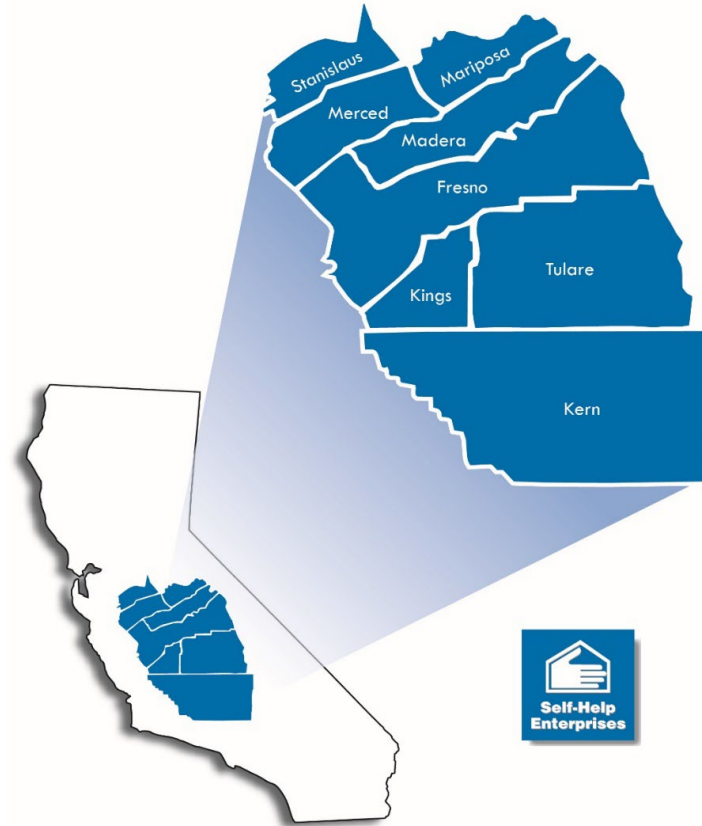 Stanislaus
Mariposa
Merced
Madera
Fresno
Tulare
Kings
Kern
Self-Help
Enterprises